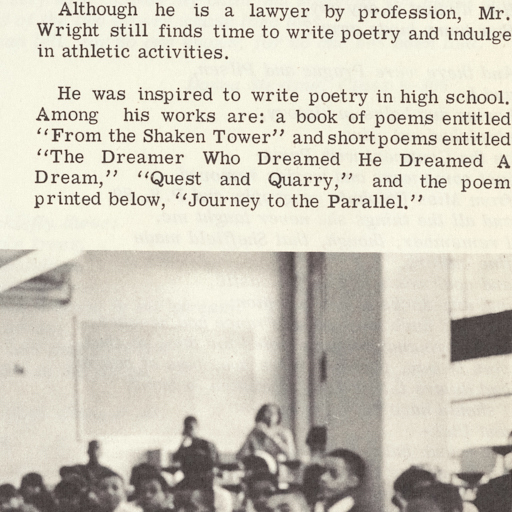 Although he is a lawyer by profession, Mr.
Wright still finds time to write poetry and indulge
in athletic activities.
He was inspired to write poetry in high school.
Among his works are: a book of poems entitled
“From the Shaken Tower” and short poems entitled
“The Dreamer Who Dreamed He Dreamed A
Dream,” “Quest and Quarry,” and the poem
printed below, “Journey to the Parallel.”